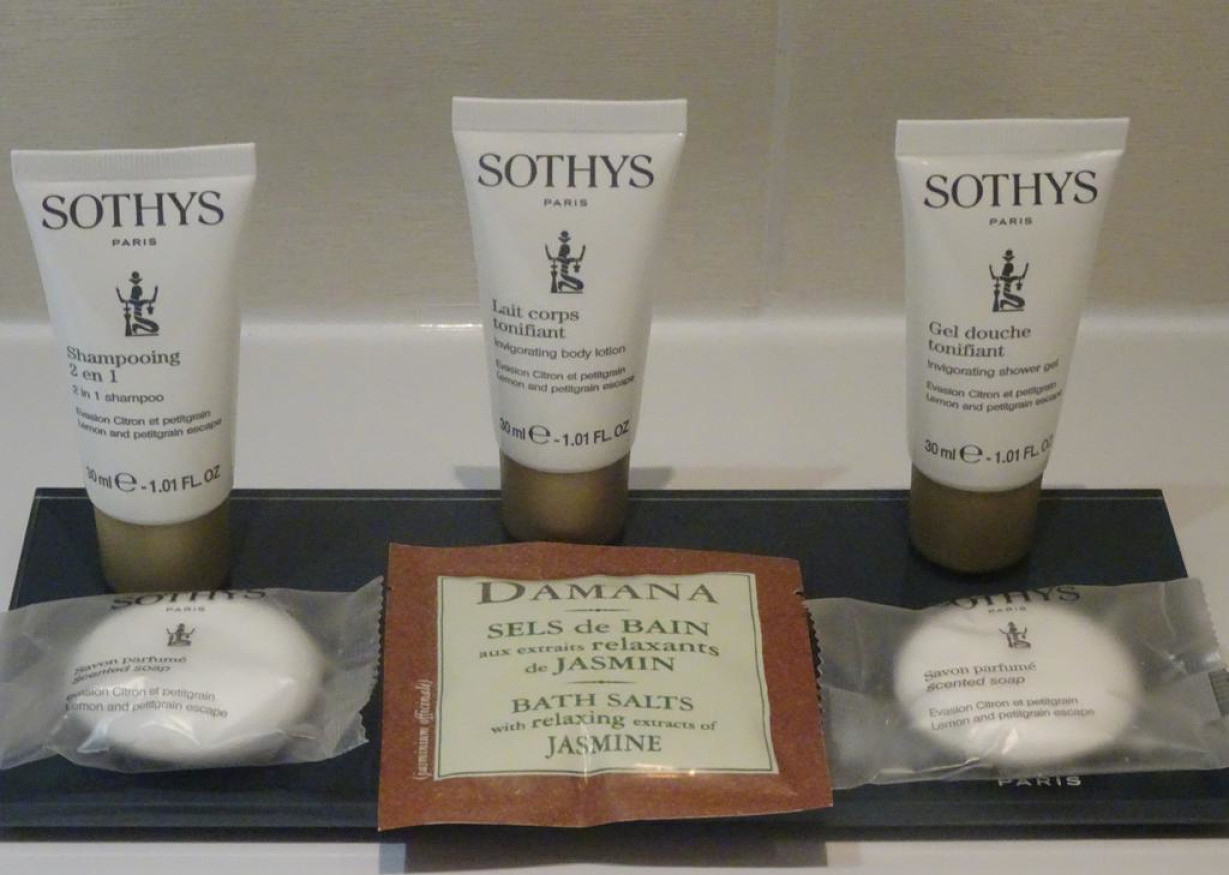 SOTHYS
PARIS
Shampooing
2 en 1
2 in 1 shampoo
Evasion Citron et petitgrain
Lemon and petitgrain escape
30 ml e - 1.01 FL. OZ
SOTHYS
PARIS
Lait corps
tonifiant
Invigorating body lotion
Evasion Citron et petitgrain
Lemon and petitgrain escape
30 ml e - 1.01 FL. OZ
SOTHYS
PARIS
Gel douche
tonifiant
Invigorating shower gel
Evasion Citron et petitgrain
Lemon and petitgrain escape
30 ml e - 1.01 FL. OZ
SOTHYS
PARIS
Savon parfumé
Scented soap
Evasion Citron et petitgrain
Lemon and petitgrain escape
DAMANA
SELS de BAIN
aux extraits relaxants
de JASMIN
BATH SALTS
with relaxing extracts of
JASMINE
(jasminium officinale)
SOTHYS
PARIS
Savon parfumé
Scented soap
Evasion Citron et petitgrain
Lemon and petitgrain escape
PARIS